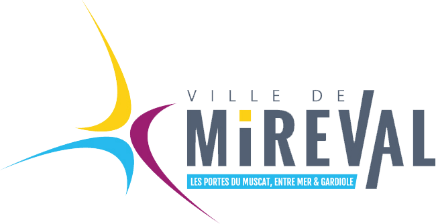 VILLE DE
MiREVAL
LES PORTES DU MUSCAT, ENTRE MER & GARDIOLE